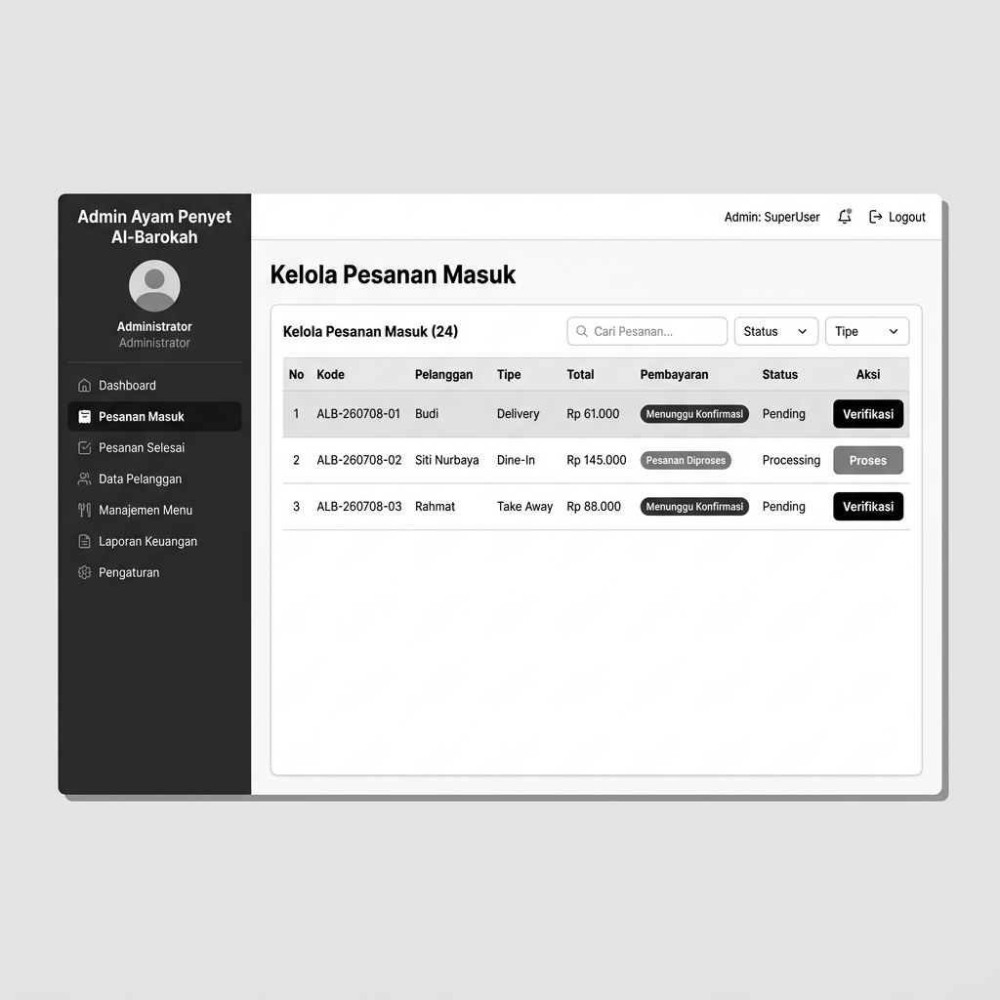 Admin Ayam Penyet
Al-Barokah
Administrator
Administrator
Dashboard
Pesanan Masuk
Pesanan Selesai
Data Pelanggan
Manajemen Menu
Laporan Keuangan
Pengaturan
Admin: SuperUser Logout
Kelola Pesanan Masuk
Kelola Pesanan Masuk (24) Cari Pesanan... Status Tipe
No Kode Pelanggan Tipe Total Pembayaran Status Aksi
1 ALB-260708-01 Budi Delivery Rp 61.000 Menunggu Konfirmasi Pending Verifikasi
2 ALB-260708-02 Siti Nurbaya Dine-In Rp 145.000 Pesanan Diproses Processing Proses
3 ALB-260708-03 Rahmat Take Away Rp 88.000 Menunggu Konfirmasi Pending Verifikasi